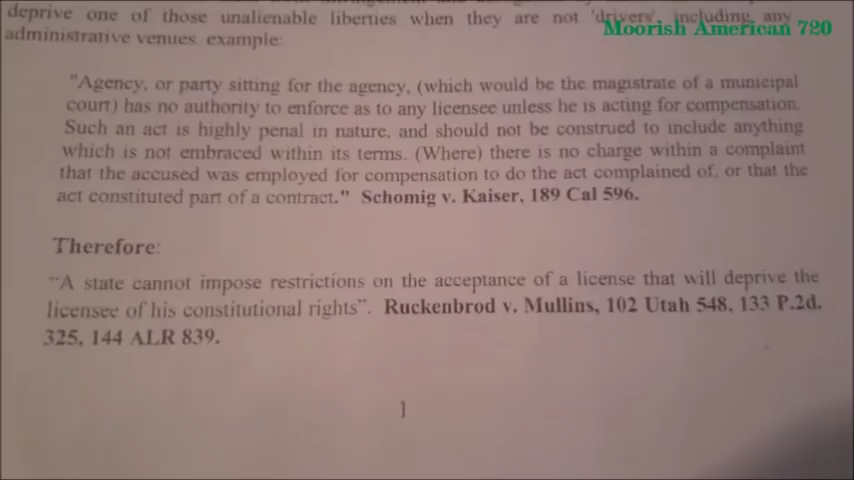 deprive one of those unalienable liberties when they are not 'drivers', including any
Moorish American 720
administrative venues. example:
"Agency, or party sitting for the agency, (which would be the magistrate of a municipal
court) has no authority to enforce as to any licensee unless he is acting for compensation.
Such an act is highly penal in nature, and should not be construed to include anything
which is not embraced within its terms. (Where) there is no charge within a complaint
that the accused was employed for compensation to do the act complained of, or that the
act constituted part of a contract." Schomig v. Kaiser, 189 Cal 596.
Therefore:
"A state cannot impose restrictions on the acceptance of a license that will deprive the
licensee of his constitutional rights". Ruckenbrod v. Mullins, 102 Utah 548, 133 P.2d.
325, 144 ALR 839.
1